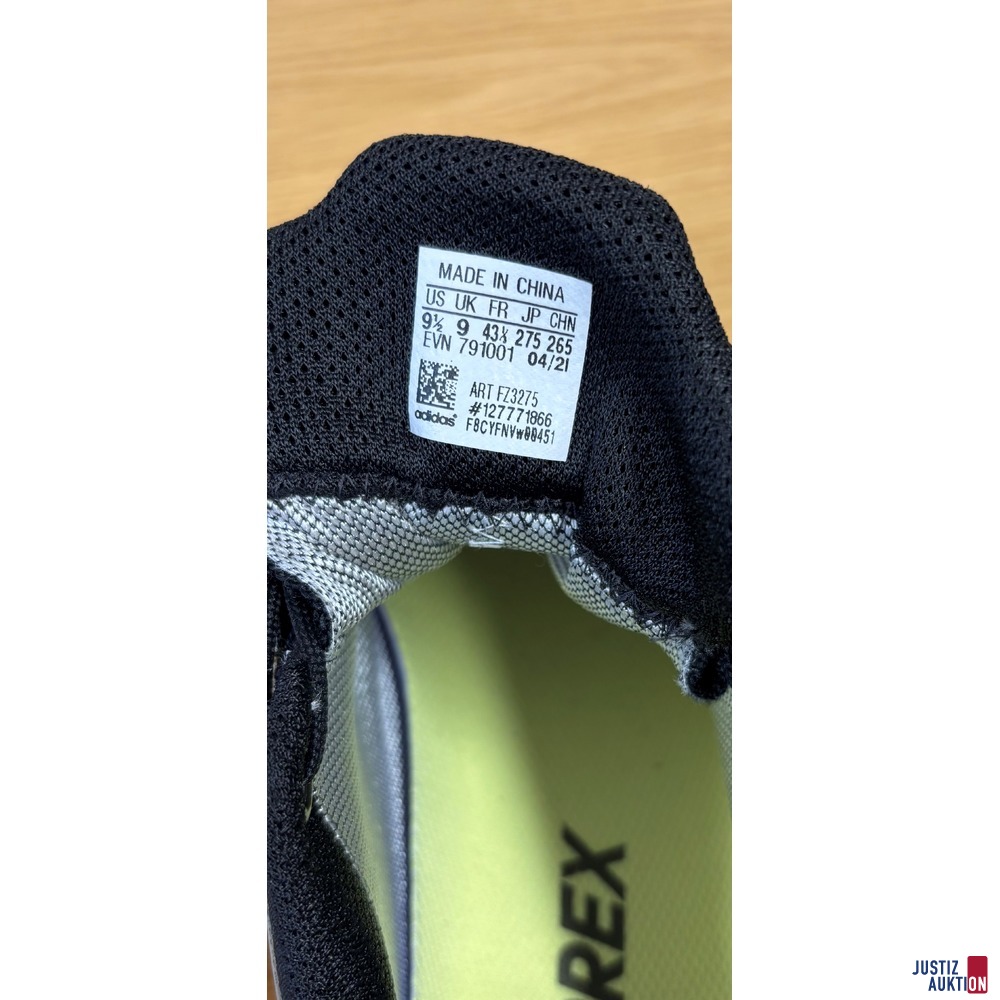 MADE IN CHINA
US UK FR JP CHN
9½ 9 43⅓ 275 265
EVN 791001 04/21
ART FZ3275
#127771866
adidas®
REX
JUSTIZ
AUKTION